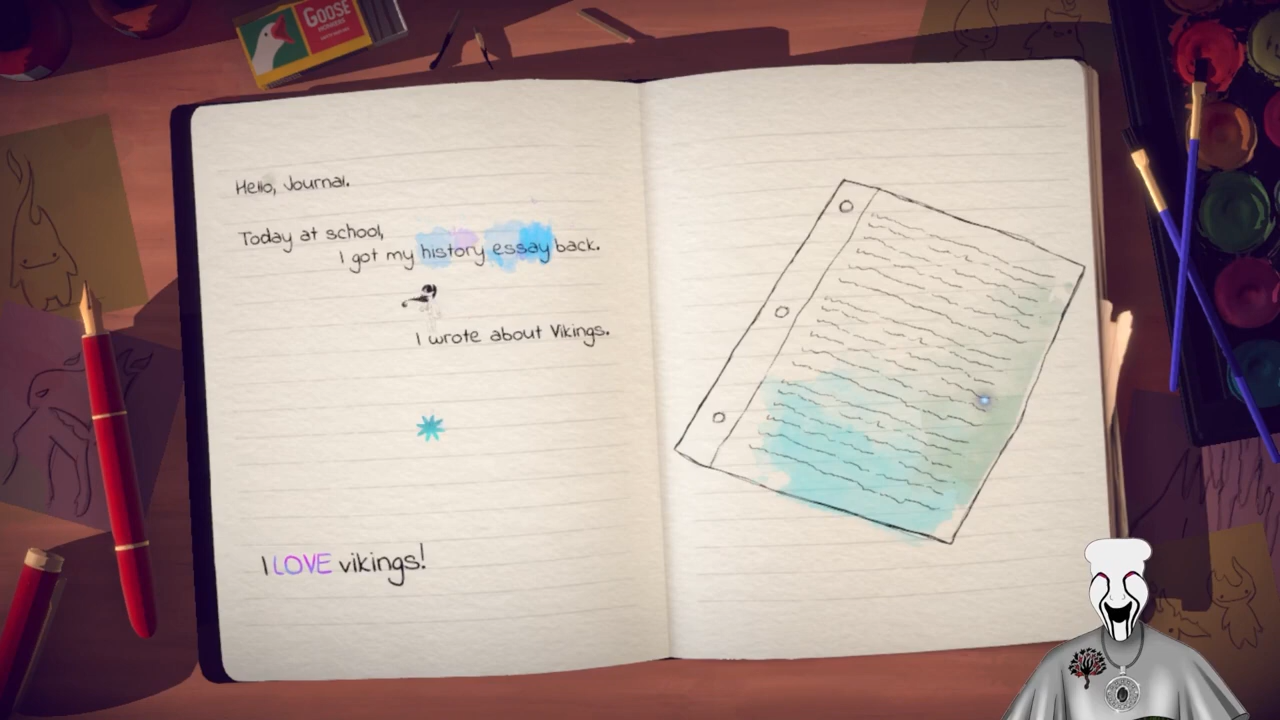 GOOSE
Hello, Journal.
Today at school,
I got my history essay back.
I wrote about Vikings.
I LOVE vikings!